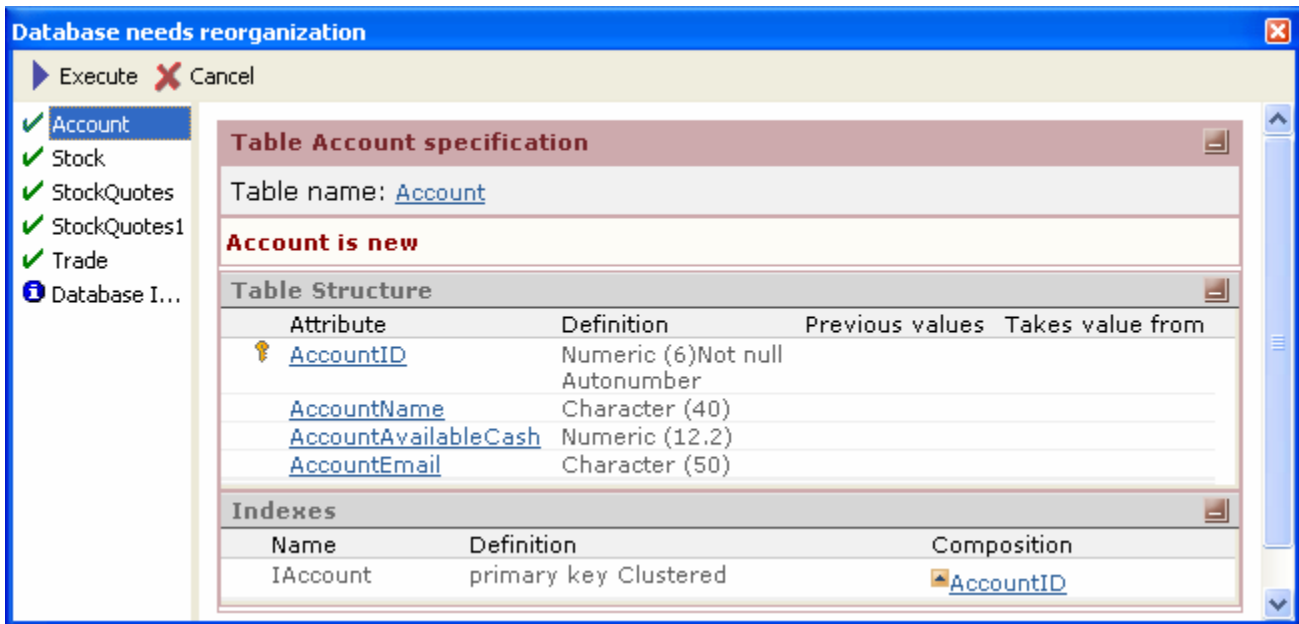 Database needs reorganization
Execute Cancel
Account
Stock
StockQuotes
StockQuotes1
Trade
Database I...
Table Account specification
Table name: Account
Account is new
Table Structure
Attribute Definition Previous values Takes value from
AccountID Numeric (6)Not null
Autonumber
AccountName Character (40)
AccountAvailableCash Numeric (12.2)
AccountEmail Character (50)
Indexes
Name Definition Composition
IAccount primary key Clustered AccountID